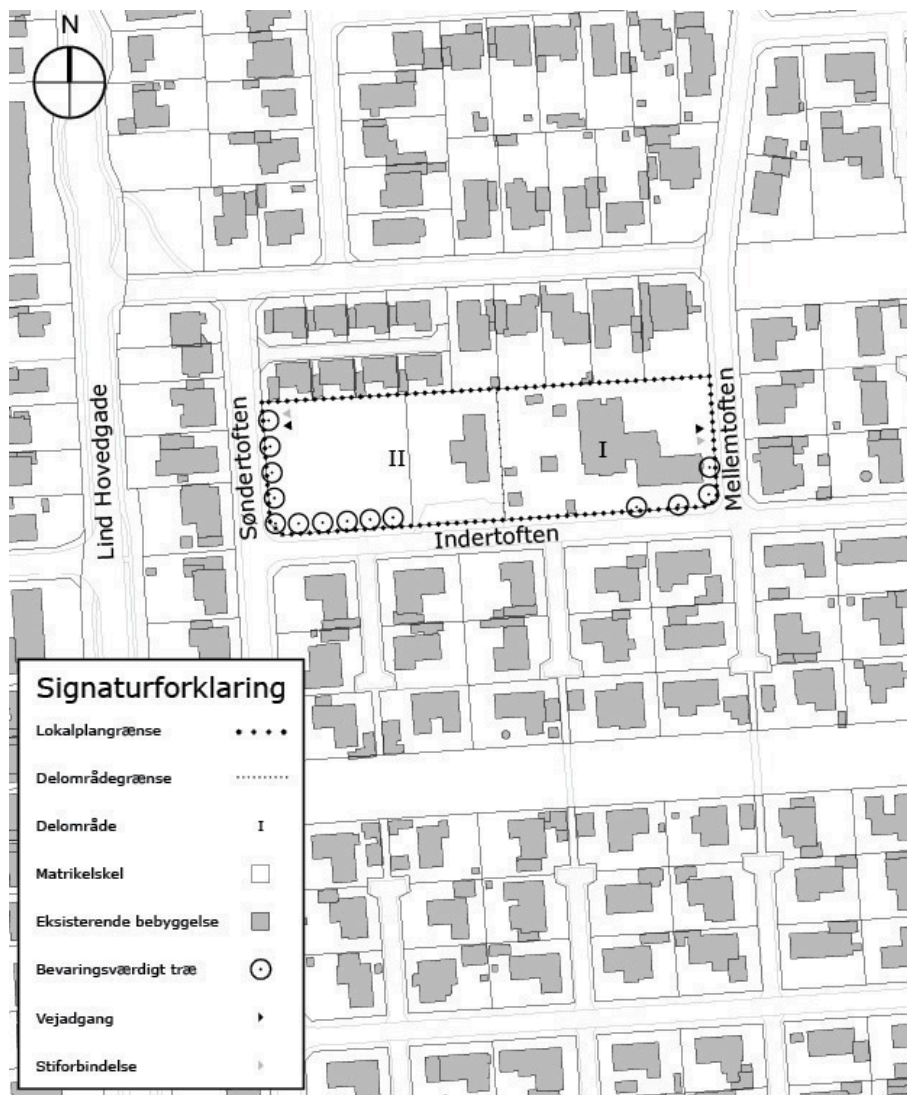 N
Lind Hovedgade
Søndertoften
II
I
Mellemtoften
Indertoften
Signaturforklaring
Lokalplangrænse
Delområdegrænse
Delområde I
Matrikelskel
Eksisterende bebyggelse
Bevaringsværdigt træ
Vejadgang
Stiforbindelse